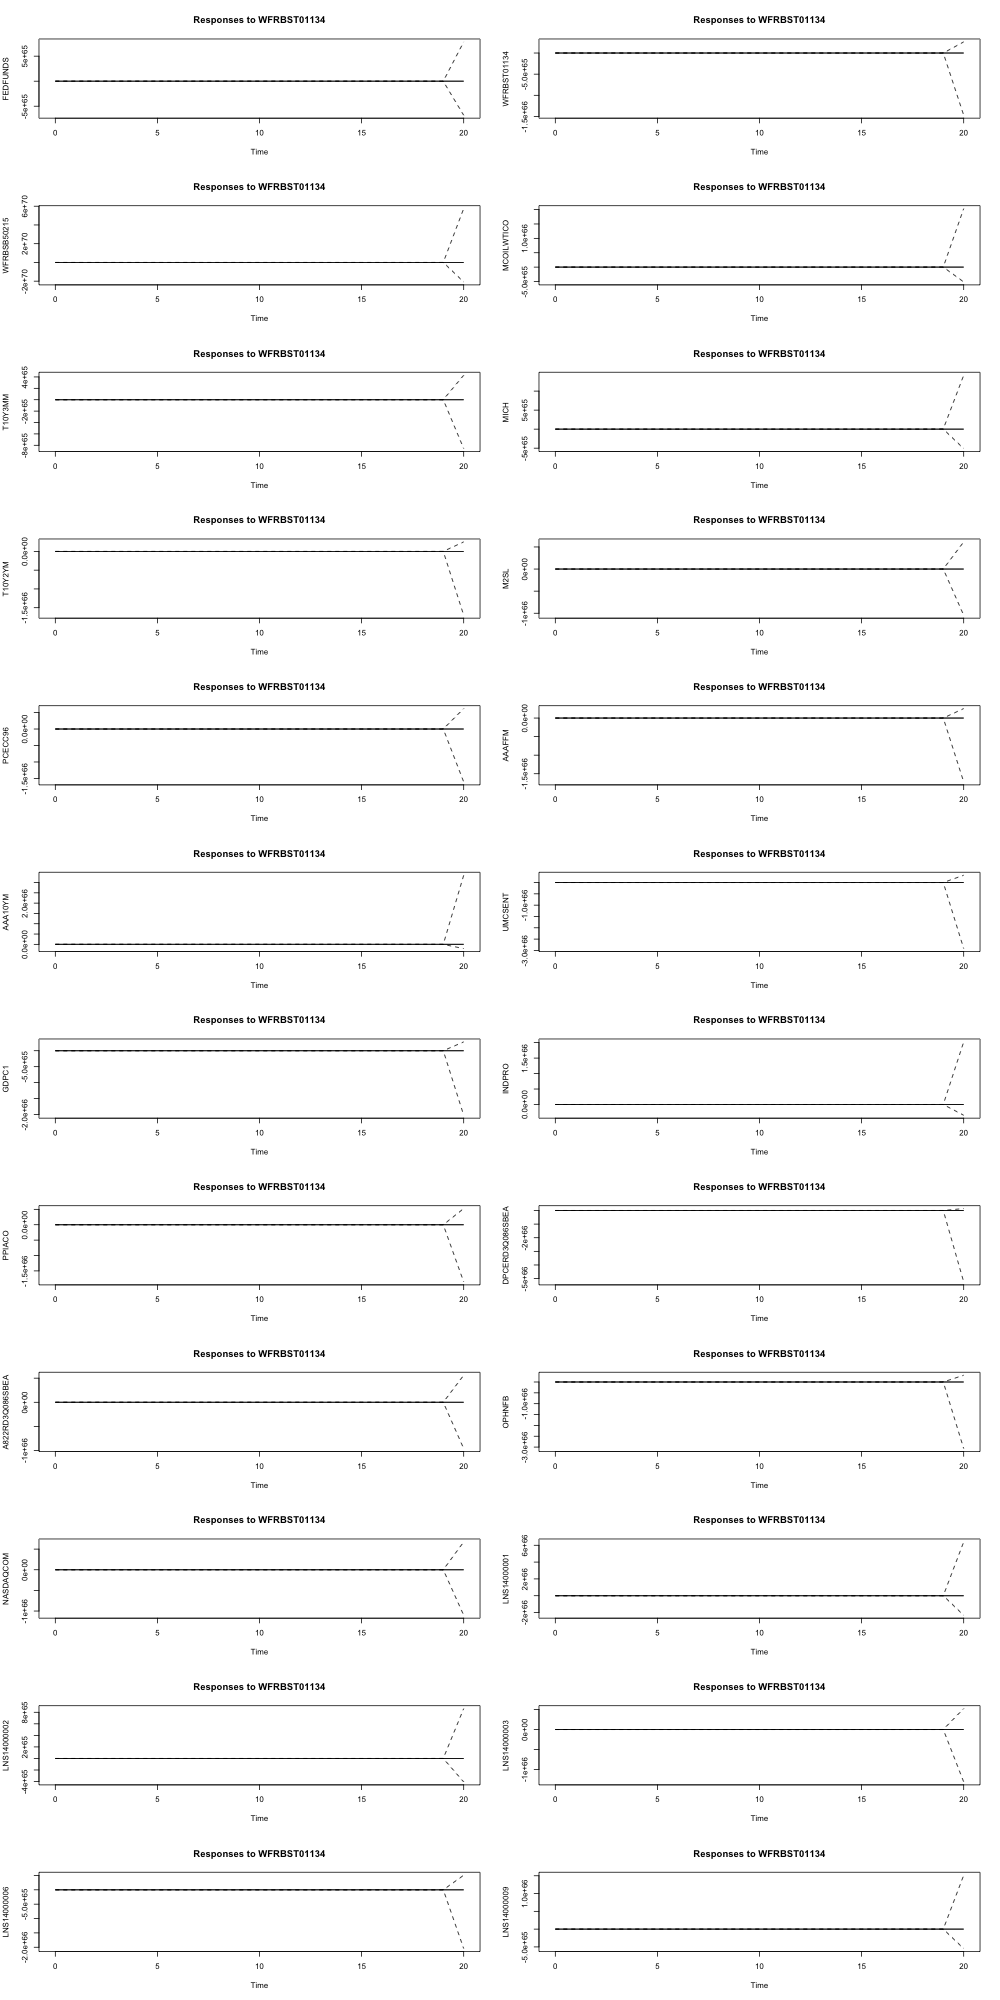 Responses to WFRBST01134
FEDFUNDS
-5e+65 5e+65
0 5 10 15 20
Time
Responses to WFRBST01134
WFRBST01134
-1.5e+66 -5.0e+65
0 5 10 15 20
Time
Responses to WFRBST01134
WFRBSB50215
-2e+70 2e+70 6e+70
0 5 10 15 20
Time
Responses to WFRBST01134
MCOILWTICO
-5.0e+65 1.0e+66
0 5 10 15 20
Time
Responses to WFRBST01134
T10Y3MM
-8e+65 -2e+65 4e+65
0 5 10 15 20
Time
Responses to WFRBST01134
MICH
-5e+65 5e+65
0 5 10 15 20
Time
Responses to WFRBST01134
T10Y2YM
-1.5e+66 0.0e+00
0 5 10 15 20
Time
Responses to WFRBST01134
M2SL
-1e+66 0e+00
0 5 10 15 20
Time
Responses to WFRBST01134
PCECC96
-1.5e+66 0.0e+00
0 5 10 15 20
Time
Responses to WFRBST01134
AAAFFM
-1.5e+66 0.0e+00
0 5 10 15 20
Time
Responses to WFRBST01134
AAA10YM
0.0e+00 2.0e+66
0 5 10 15 20
Time
Responses to WFRBST01134
UMCSENT
-3.0e+66 -1.0e+66
0 5 10 15 20
Time
Responses to WFRBST01134
GDPC1
-2.0e+66 -5.0e+65
0 5 10 15 20
Time
Responses to WFRBST01134
INDPRO
0.0e+00 1.5e+66
0 5 10 15 20
Time
Responses to WFRBST01134
PPIACO
-1.5e+66 0.0e+00
0 5 10 15 20
Time
Responses to WFRBST01134
DPCERD3Q086SBEA
-5e+66 -2e+66
0 5 10 15 20
Time
Responses to WFRBST01134
A822RD3Q086SBEA
-1e+66 0e+00
0 5 10 15 20
Time
Responses to WFRBST01134
OPHNFB
-3.0e+66 -1.0e+66
0 5 10 15 20
Time
Responses to WFRBST01134
NASDAQCOM
-1e+66 0e+00
0 5 10 15 20
Time
Responses to WFRBST01134
LNS14000001
-2e+66 2e+66 6e+66
0 5 10 15 20
Time
Responses to WFRBST01134
LNS14000002
-4e+65 2e+65 8e+65
0 5 10 15 20
Time
Responses to WFRBST01134
LNS14000003
-1e+66 0e+00
0 5 10 15 20
Time
Responses to WFRBST01134
LNS14000006
-2.0e+66 -5.0e+65
0 5 10 15 20
Time
Responses to WFRBST01134
LNS14000009
-5.0e+65 1.0e+66
0 5 10 15 20
Time